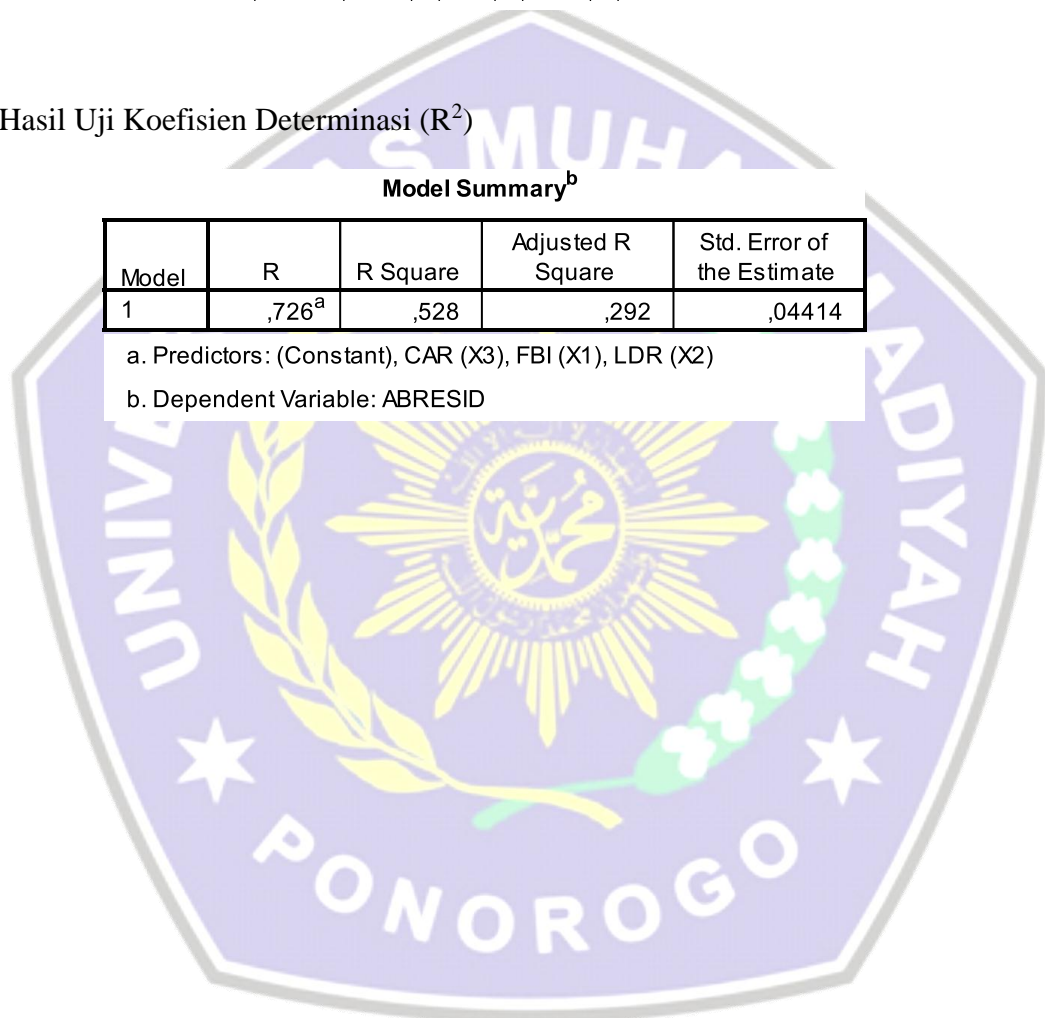 Hasil Uji Koefisien Determinasi (R²)
Model Summaryᵇ
Model R R Square Adjusted R Square Std. Error of the Estimate
1 ,726ᵃ ,528 ,292 ,04414
a. Predictors: (Constant), CAR (X3), FBI (X1), LDR (X2)
b. Dependent Variable: ABRESID
PONOROGO